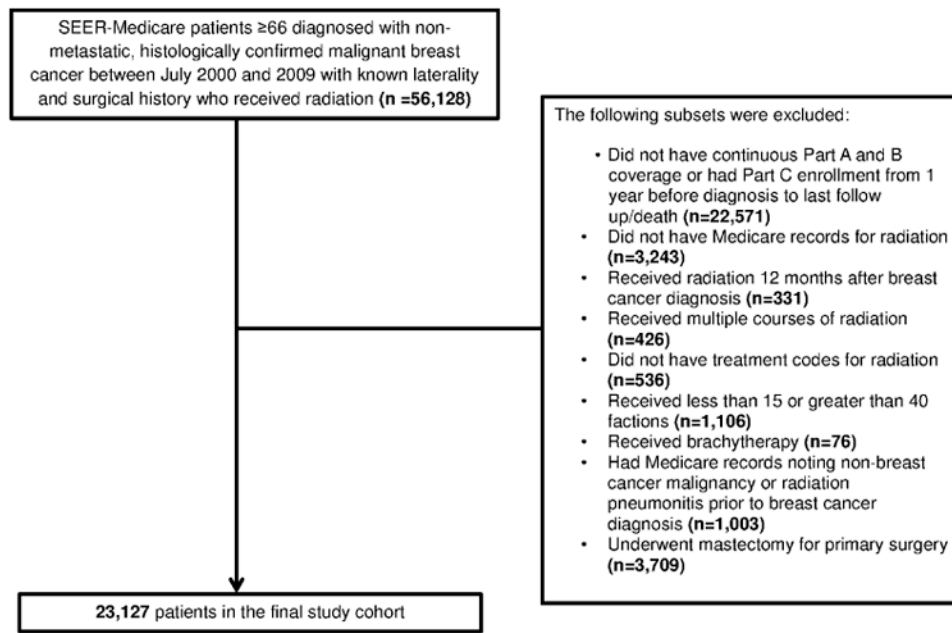 SEER-Medicare patients ≥66 diagnosed with non-
metastatic, histologically confirmed malignant breast
cancer between July 2000 and 2009 with known laterality
and surgical history who received radiation (n =56,128)
The following subsets were excluded:
• Did not have continuous Part A and B
coverage or had Part C enrollment from 1
year before diagnosis to last follow
up/death (n=22,571)
• Did not have Medicare records for radiation
(n=3,243)
• Received radiation 12 months after breast
cancer diagnosis (n=331)
• Received multiple courses of radiation
(n=426)
• Did not have treatment codes for radiation
(n=536)
• Received less than 15 or greater than 40
factions (n=1,106)
• Received brachytherapy (n=76)
• Had Medicare records noting non-breast
cancer malignancy or radiation
pneumonitis prior to breast cancer
diagnosis (n=1,003)
• Underwent mastectomy for primary surgery
(n=3,709)
23,127 patients in the final study cohort